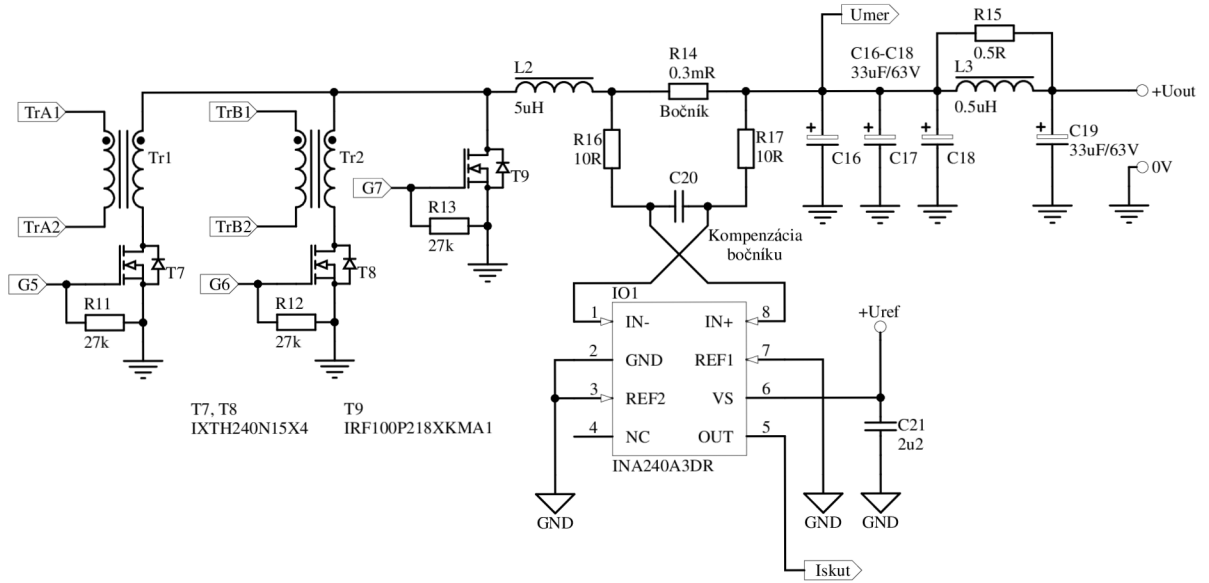 Umer
R15
0.5R
R14
0.3mR
Bočník
C16-C18
33uF/63V
L2
5uH
L3
0.5uH
+Uout
TrA1
TrB1
Tr1
Tr2
R16
10R
R17
10R
C16
C17
C18
C19
33uF/63V
0V
G7
T9
C20
R13
27k
TrA2
TrB2
Kompenzácia
bočníku
G5
T7
G6
T8
R11
27k
R12
27k
IO1
1
IN-
IN+
8
2
GND
REF1
7
3
REF2
VS
6
4
NC
OUT
5
INA240A3DR
+Uref
C21
2u2
T7, T8
IXTH240N15X4
T9
IRF100P218XKMA1
GND
GND
GND
Iskut